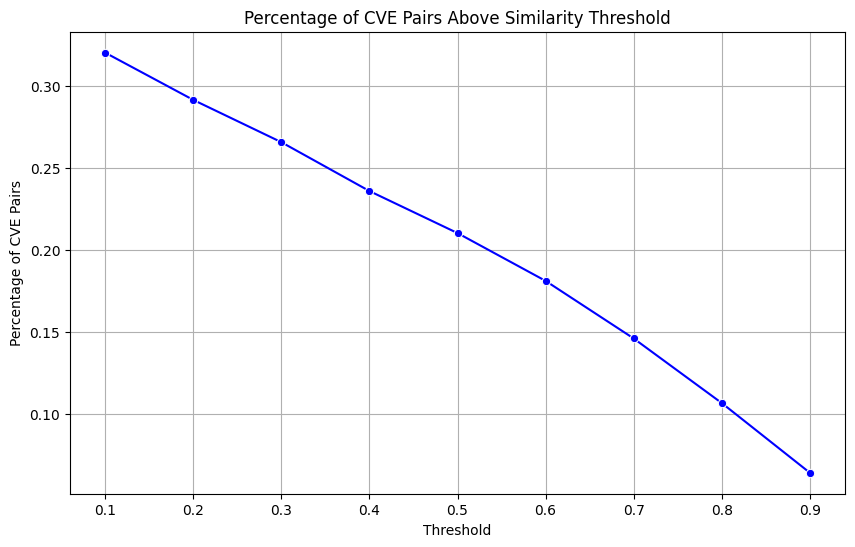 Percentage of CVE Pairs Above Similarity Threshold
Percentage of CVE Pairs
0.30
0.25
0.20
0.15
0.10
0.1 0.2 0.3 0.4 0.5 0.6 0.7 0.8 0.9
Threshold